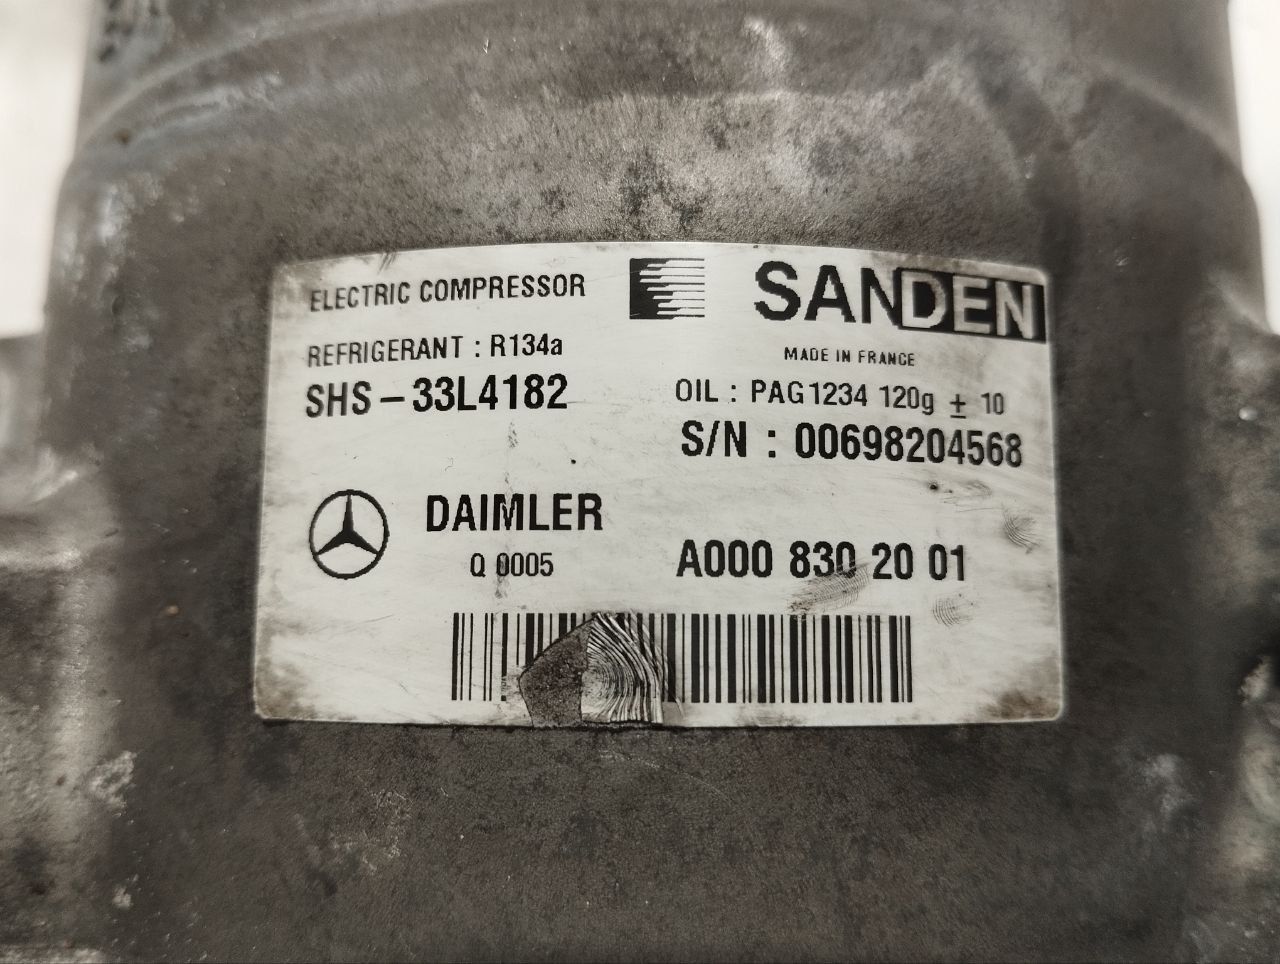 ELECTRIC COMPRESSOR
SANDEN
REFRIGERANT : R134a
MADE IN FRANCE
SHS - 33L4182
OIL : PAG1234 120g ± 10
S/N : 00698204568
DAIMLER
Q 0005
A000 830 20 01